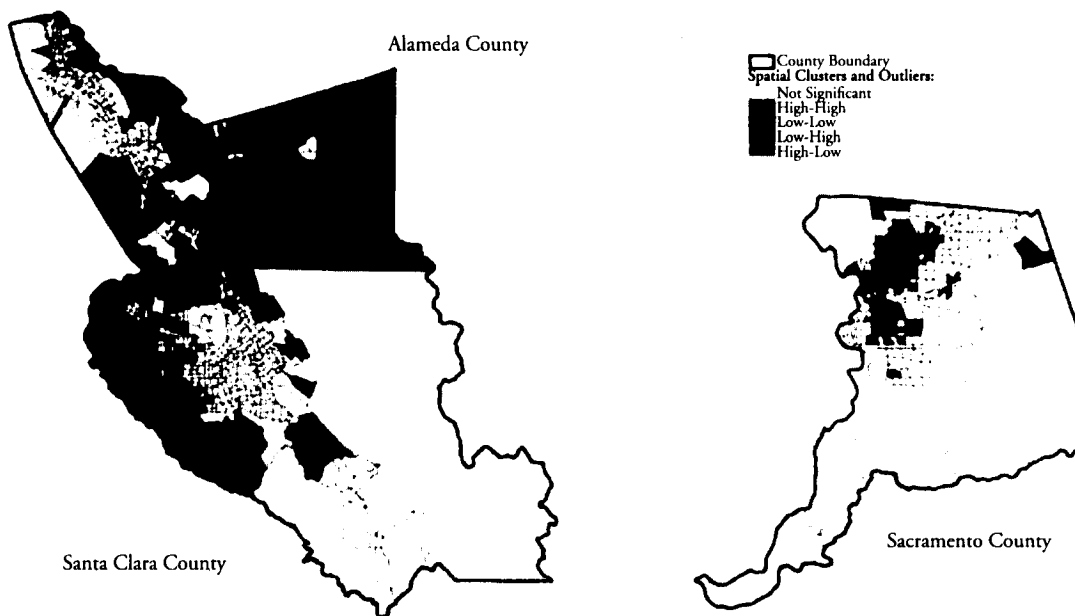 Alameda County
County Boundary
Spatial Clusters and Outliers:
Not Significant
High-High
Low-Low
Low-High
High-Low
Santa Clara County
Sacramento County